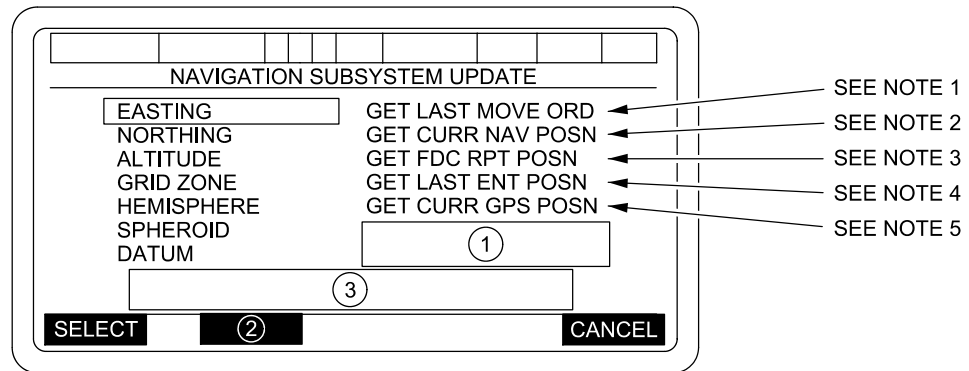 NAVIGATION SUBSYSTEM UPDATE
EASTING
NORTHING
ALTITUDE
GRID ZONE
HEMISPHERE
SPHEROID
DATUM
GET LAST MOVE ORD
GET CURR NAV POSN
GET FDC RPT POSN
GET LAST ENT POSN
GET CURR GPS POSN
1
3
SELECT
2
CANCEL
SEE NOTE 1
SEE NOTE 2
SEE NOTE 3
SEE NOTE 4
SEE NOTE 5